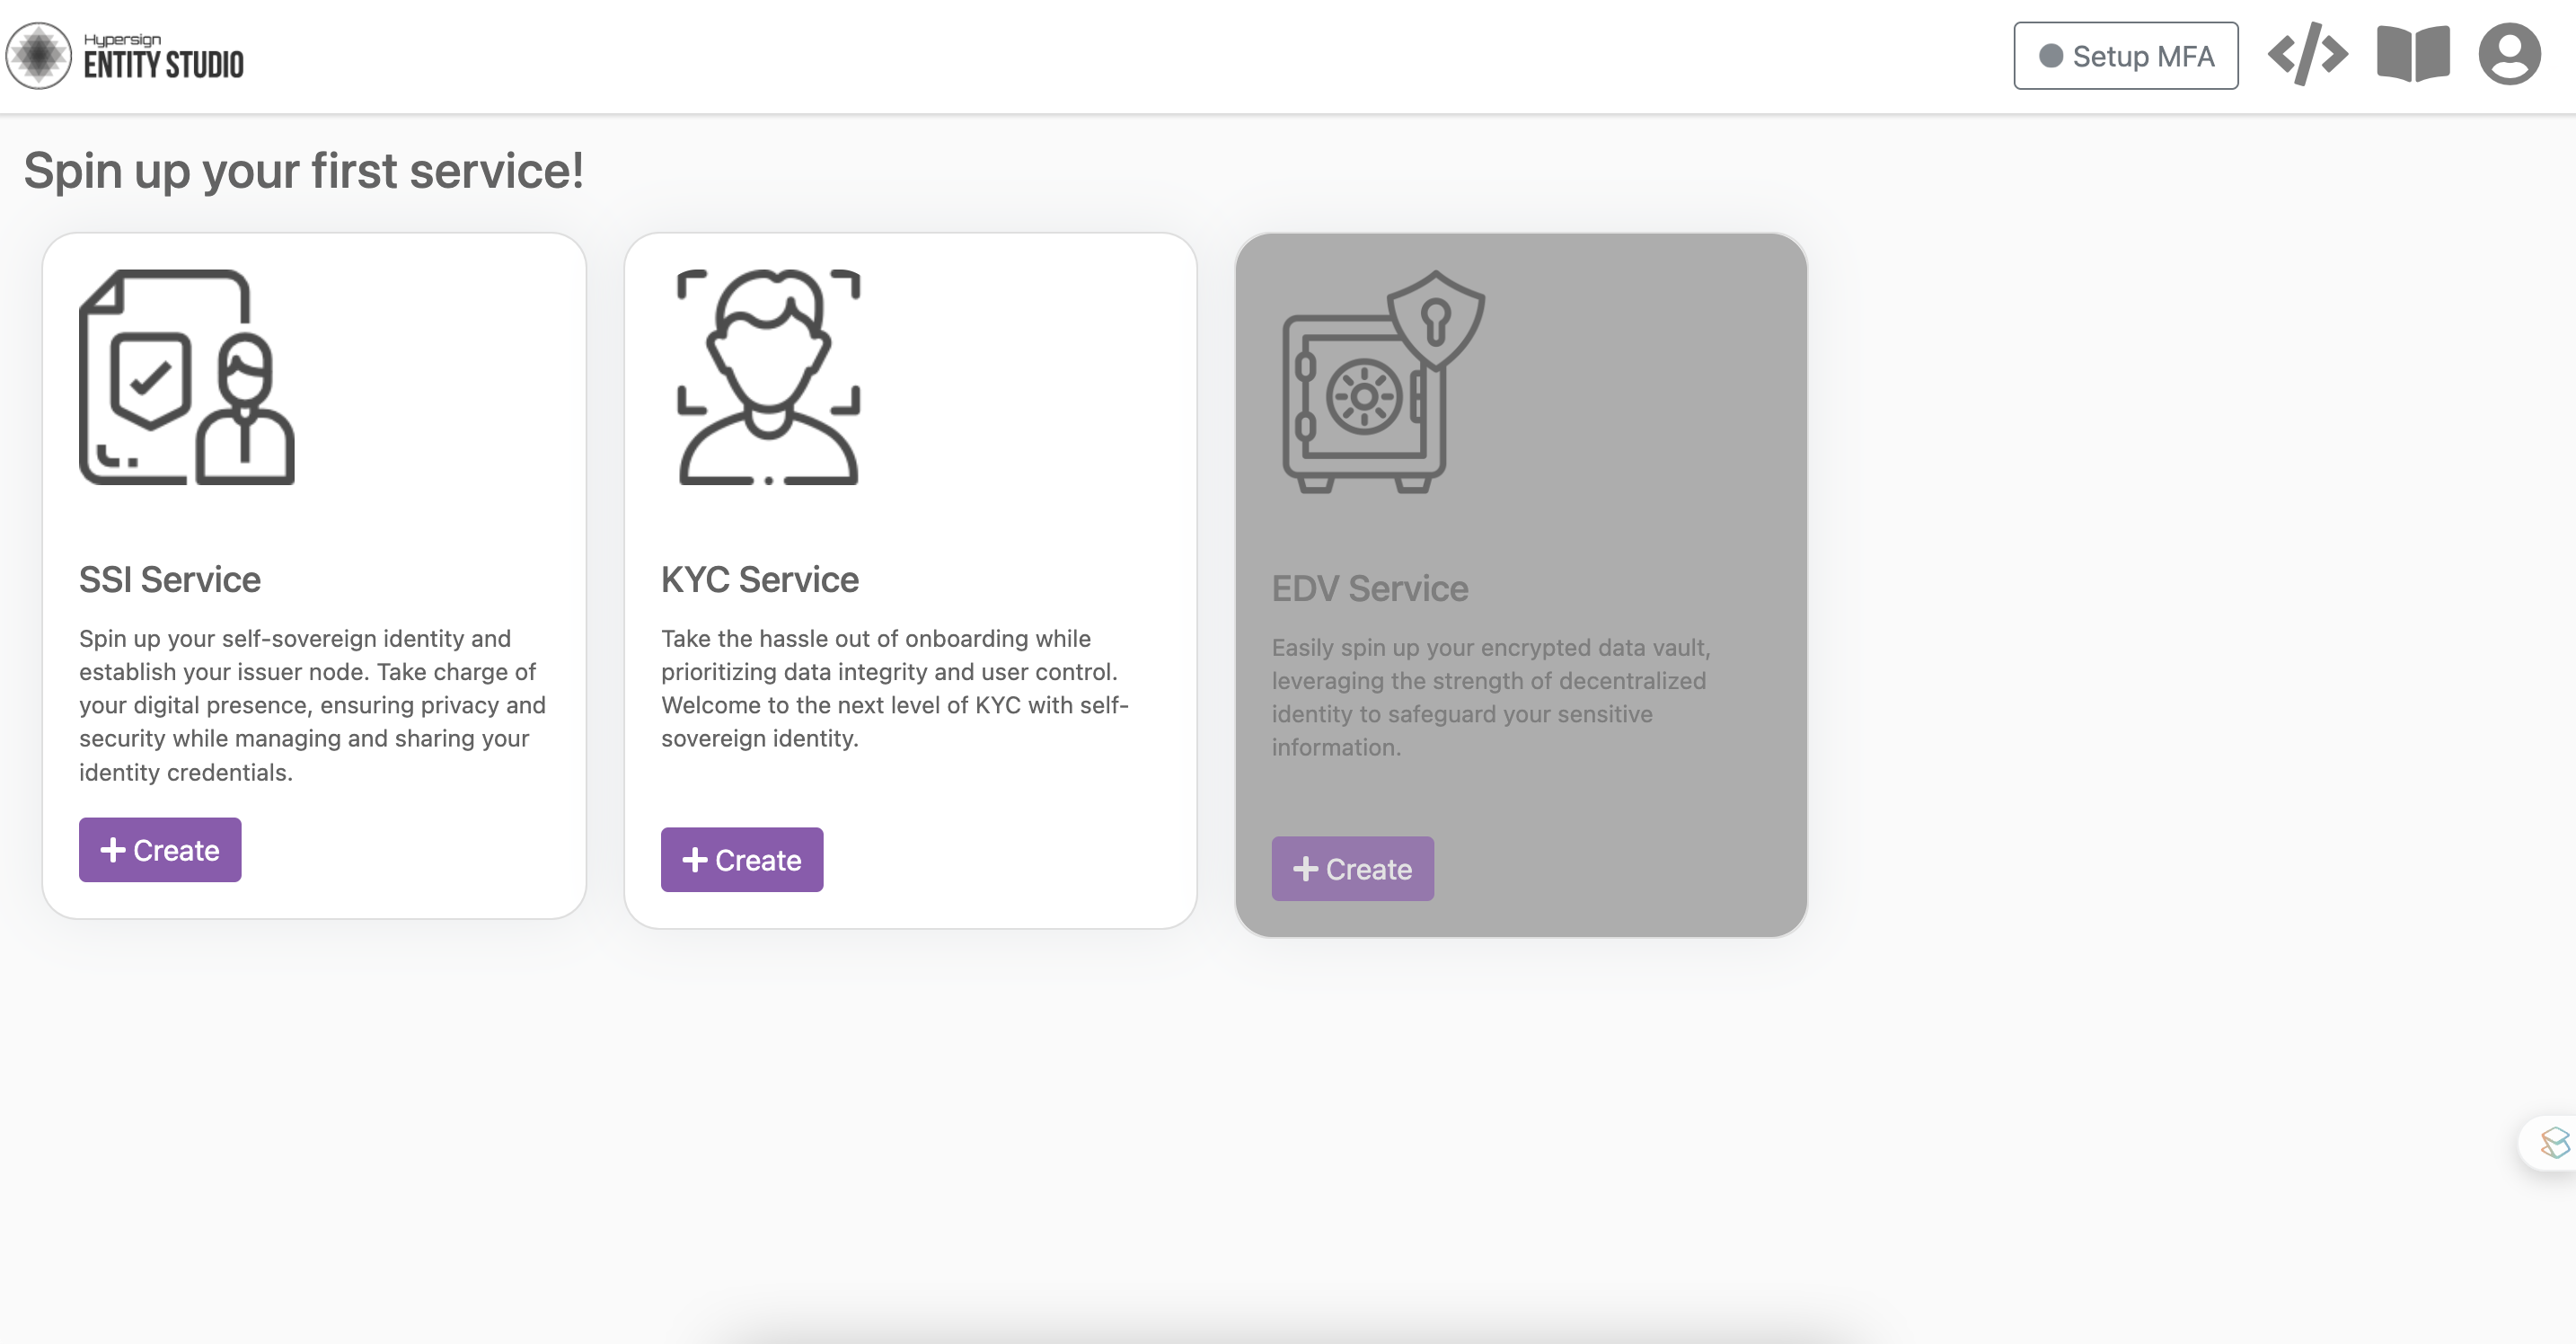 Hypersign
ENTITY STUDIO
Setup MFA
Spin up your first service!
SSI Service
Spin up your self-sovereign identity and
establish your issuer node. Take charge of
your digital presence, ensuring privacy and
security while managing and sharing your
identity credentials.
Create
KYC Service
Take the hassle out of onboarding while
prioritizing data integrity and user control.
Welcome to the next level of KYC with self-
sovereign identity.
Create
EDV Service
Easily spin up your encrypted data vault,
leveraging the strength of decentralized
identity to safeguard your sensitive
information.
Create